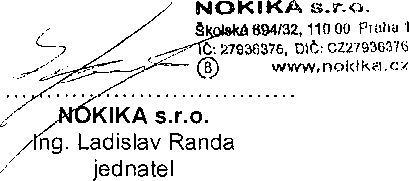 NOKIKA s.r.o.
Školská 694/32, 110 00 Praha 1
IČ: 27936376, DIČ: CZ27936376
8 www.nokika.cz
NOKIKA s.r.o.
Ing. Ladislav Randa
jednatel